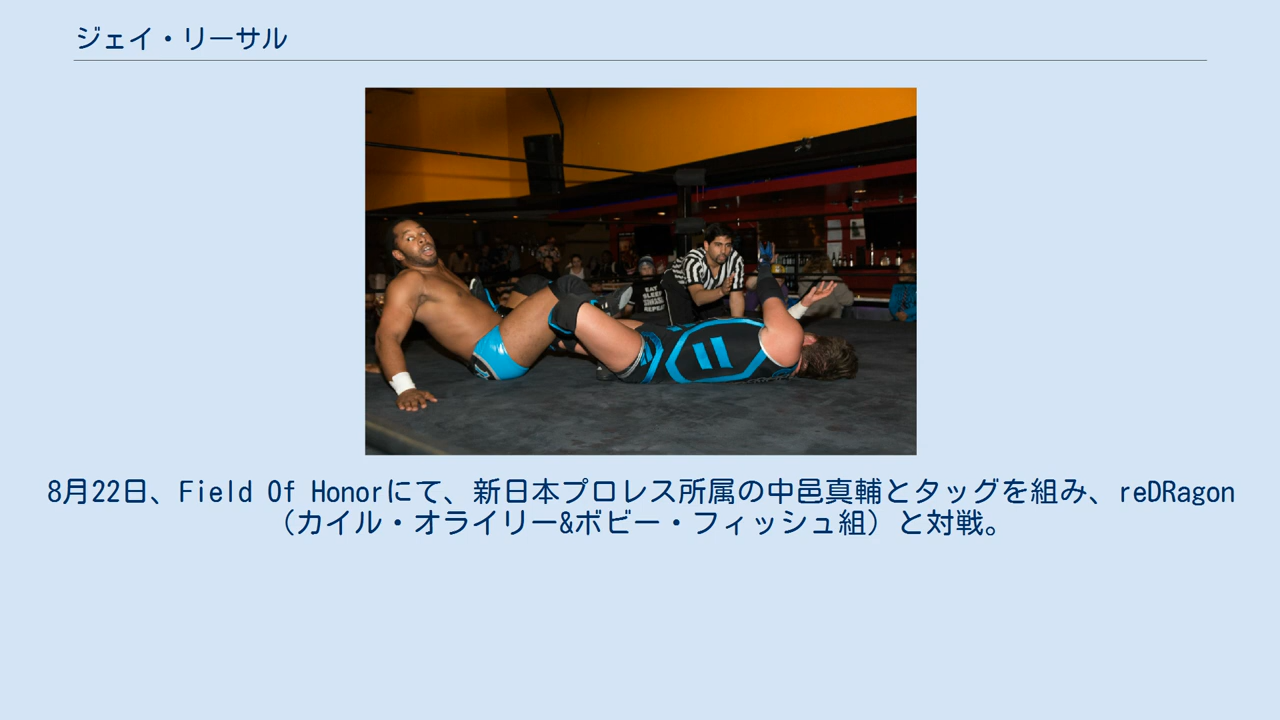 ジェイ・リーサル
EAT
SLEEP
REPEAT
8月22日、Field Of Honorにて、新日本プロレス所属の中邑真輔とタッグを組み、reDRagon
（カイル・オライリー&ボビー・フィッシュ組）と対戦。